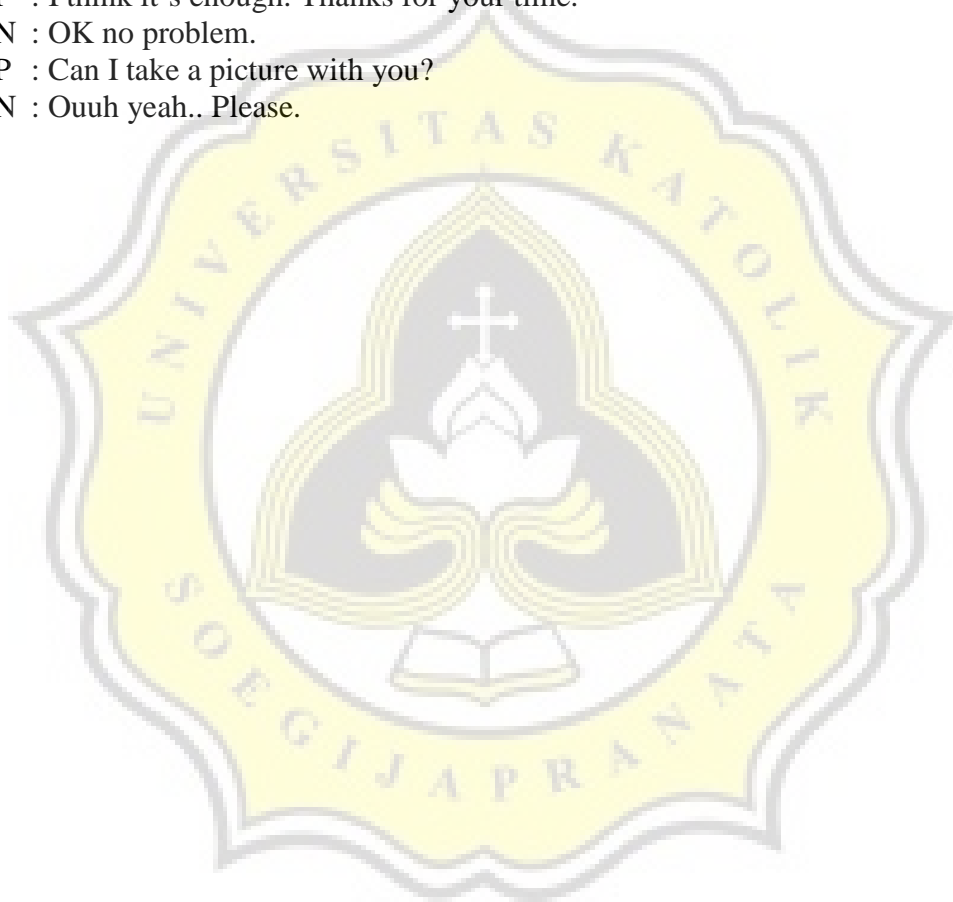 P : I think it's enough. Thanks for your time.
N : OK no problem.
P : Can I take a picture with you?
N : Ouuh yeah.. Please.
UNIVERSITAS KATOLIK
SOEGIJAPRANATA